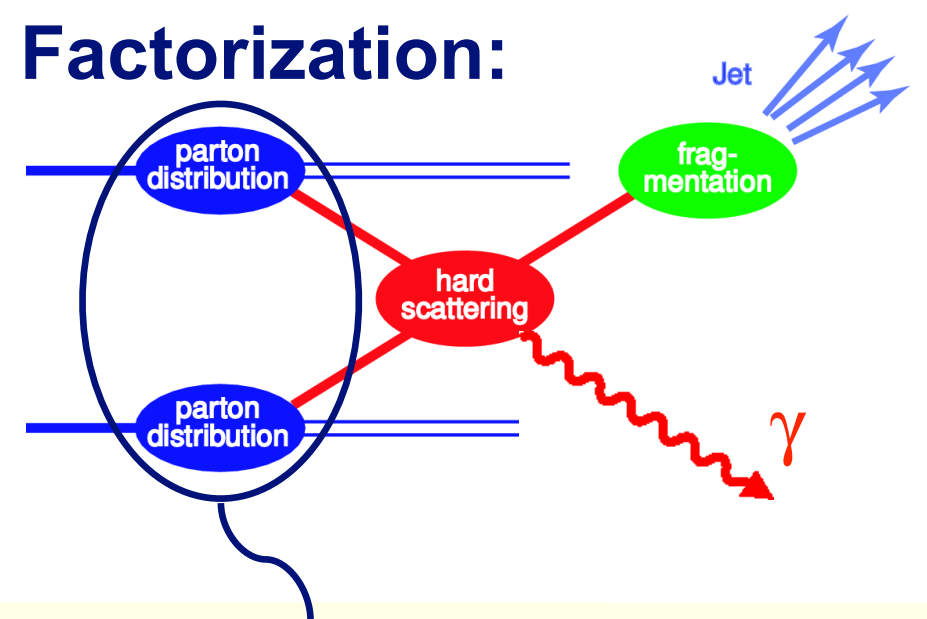 Factorization:
Jet
parton
distribution
frag-
mentation
hard
scattering
parton
distribution
γ